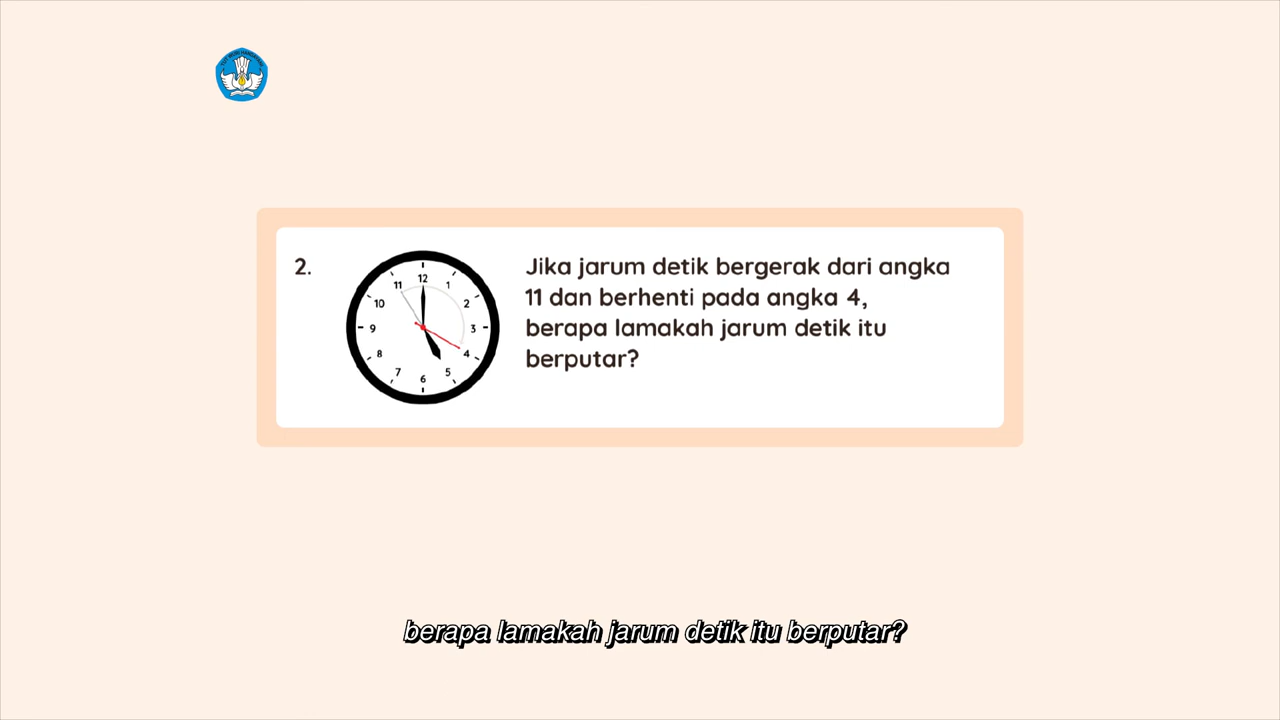 2.
12
11
1
10
2
9
3
8
4
7
5
6
Jika jarum detik bergerak dari angka
11 dan berhenti pada angka 4,
berapa lamakah jarum detik itu
berputar?
berapa lamakah jarum detik itu berputar?